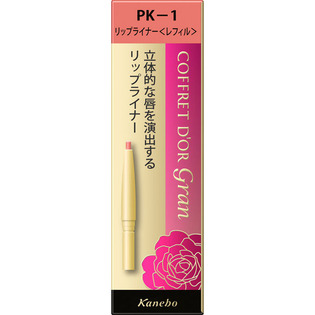 PK－1
リップライナー＜レフィル＞
立体的な唇を演出する
リップライナー
COFFRET D'OR gran
Kanebo